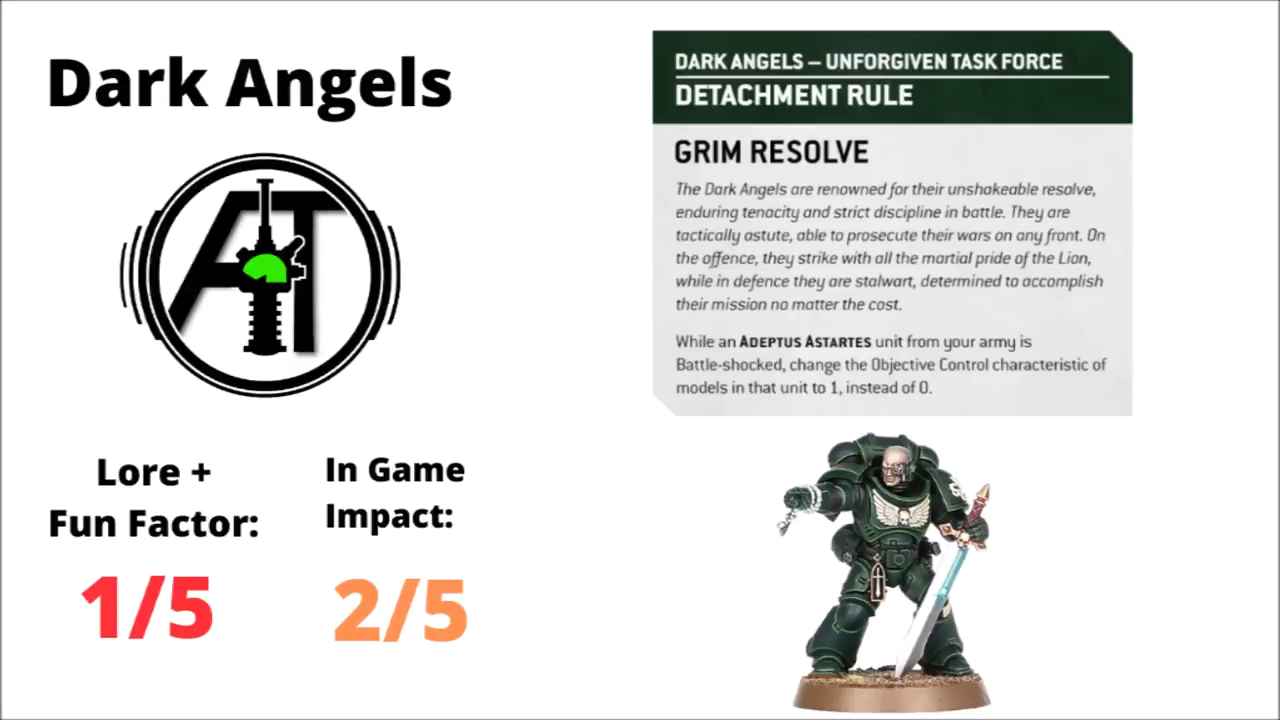 Dark Angels
AT
Lore +
Fun Factor:
1/5
In Game
Impact:
2/5
DARK ANGELS – UNFORGIVEN TASK FORCE
DETACHMENT RULE
GRIM RESOLVE
The Dark Angels are renowned for their unshakeable resolve,
enduring tenacity and strict discipline in battle. They are
tactically astute, able to prosecute their wars on any front. On
the offence, they strike with all the martial pride of the Lion,
while in defence they are stalwart, determined to accomplish
their mission no matter the cost.
While an ADEPTUS ASTARTES unit from your army is
Battle-shocked, change the Objective Control characteristic of
models in that unit to 1, instead of 0.